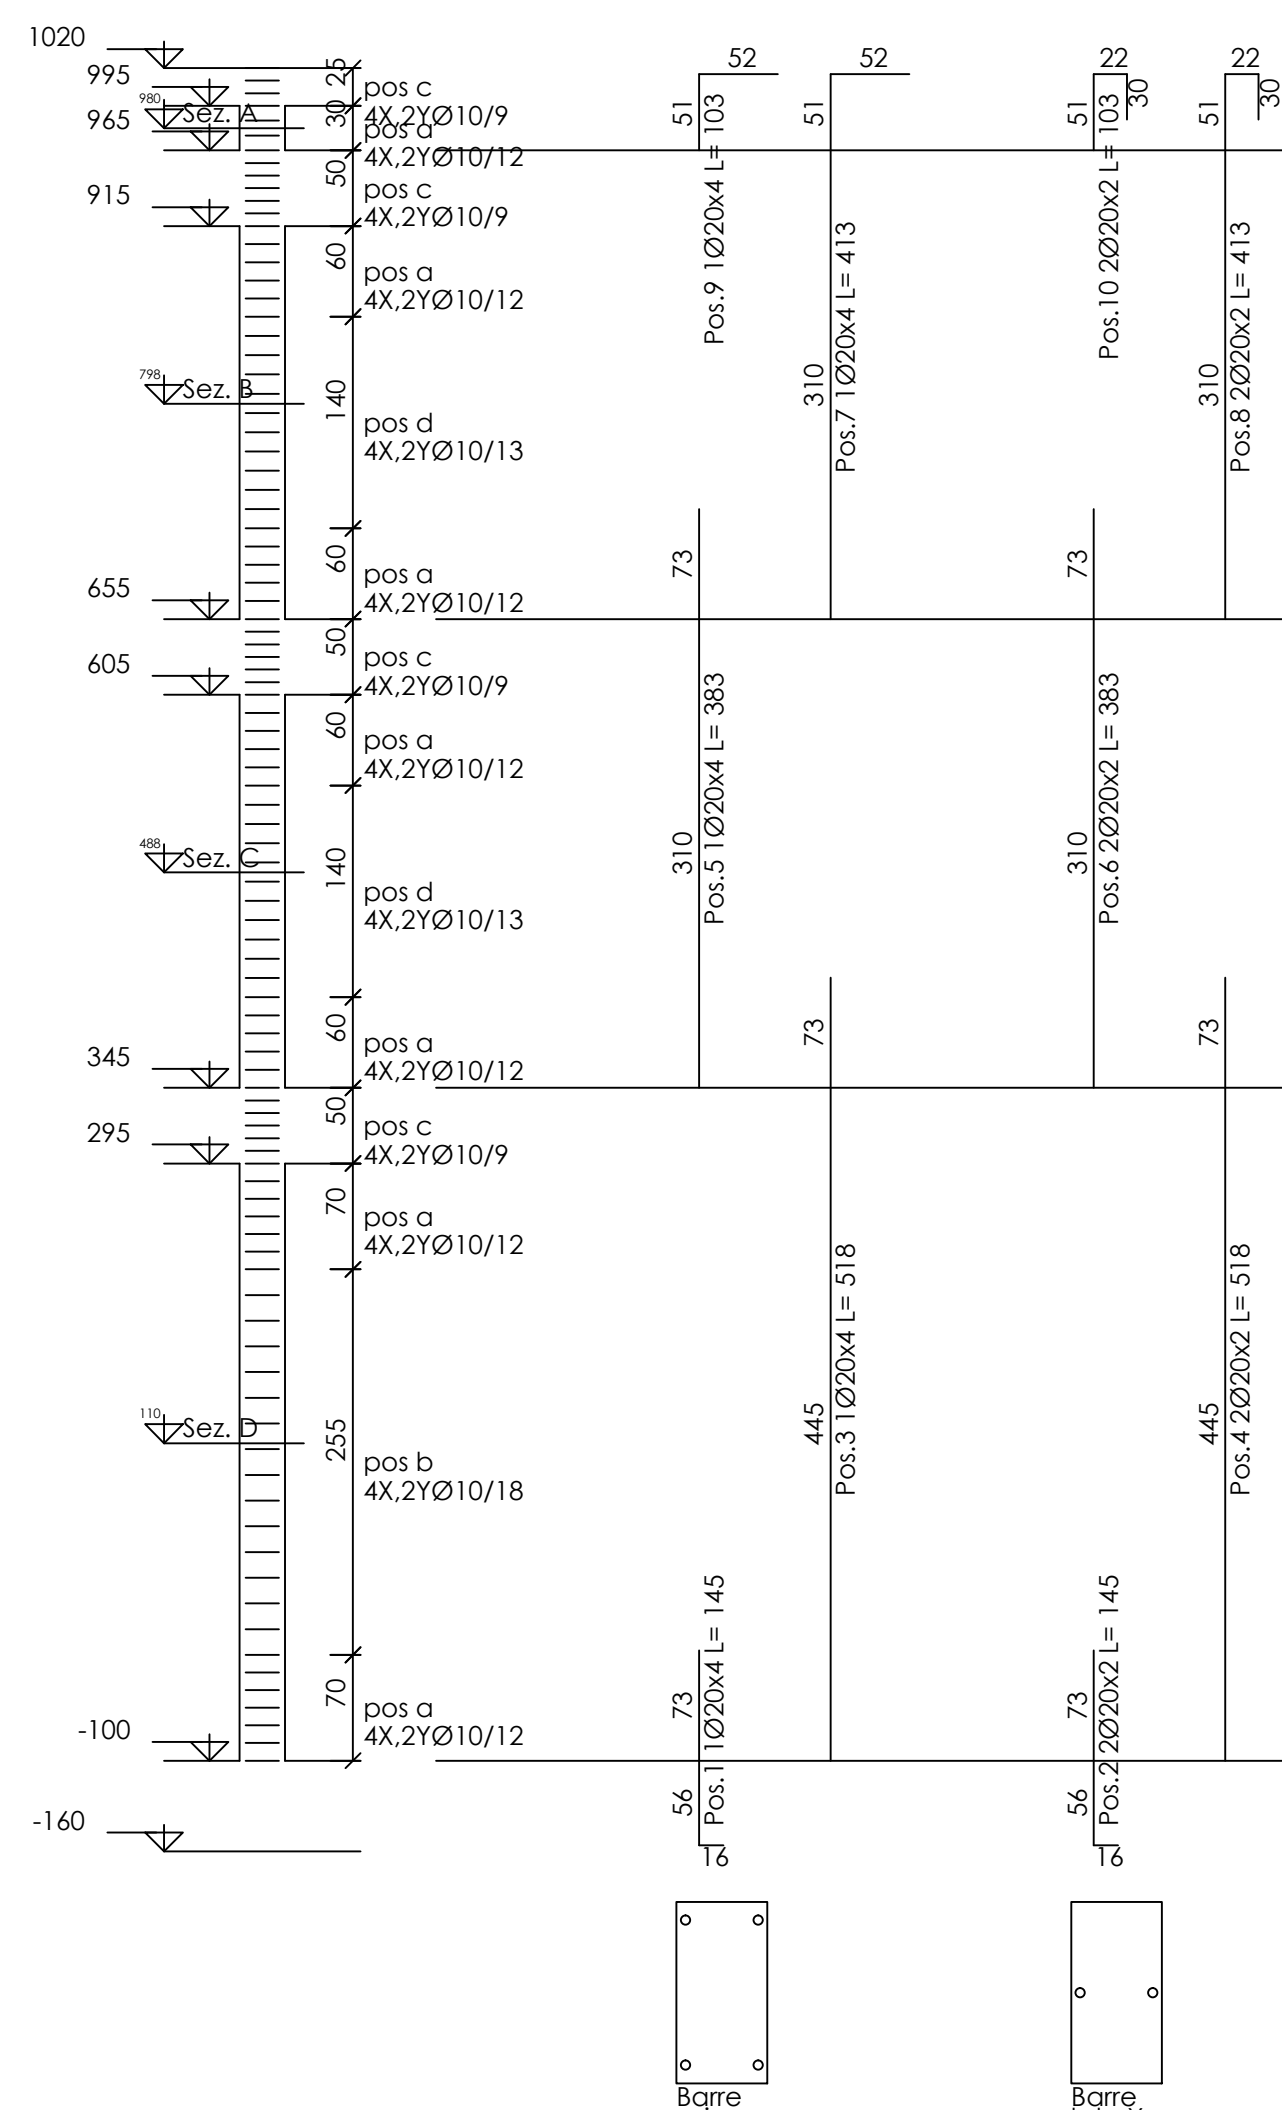 1020
995
980
Sez. A
965
915
798
Sez. B
655
605
488
Sez. C
345
295
110
Sez. D
-100
-160
25
pos c
4X,2YØ10/9
30
pos a
4X,2YØ10/12
50
pos c
4X,2YØ10/9
60
pos a
4X,2YØ10/12
140
pos d
4X,2YØ10/13
60
pos a
4X,2YØ10/12
50
pos c
4X,2YØ10/9
60
pos a
4X,2YØ10/12
140
pos d
4X,2YØ10/13
60
pos a
4X,2YØ10/12
50
pos c
4X,2YØ10/9
70
pos a
4X,2YØ10/12
255
pos b
4X,2YØ10/18
70
pos a
4X,2YØ10/12
52
51
Pos.9 1Ø20x4 L= 103
73
310
Pos.5 1Ø20x4 L= 383
73
56
Pos.1 1Ø20x4 L= 145
16
52
51
310
Pos.7 1Ø20x4 L= 413
73
445
Pos.3 1Ø20x4 L= 518
22
30
51
Pos.10 2Ø20x2 L= 103
73
310
Pos.6 2Ø20x2 L= 383
73
56
Pos.2 2Ø20x2 L= 145
16
22
30
51
310
Pos.8 2Ø20x2 L= 413
73
445
Pos.4 2Ø20x2 L= 518
Barre
Barre